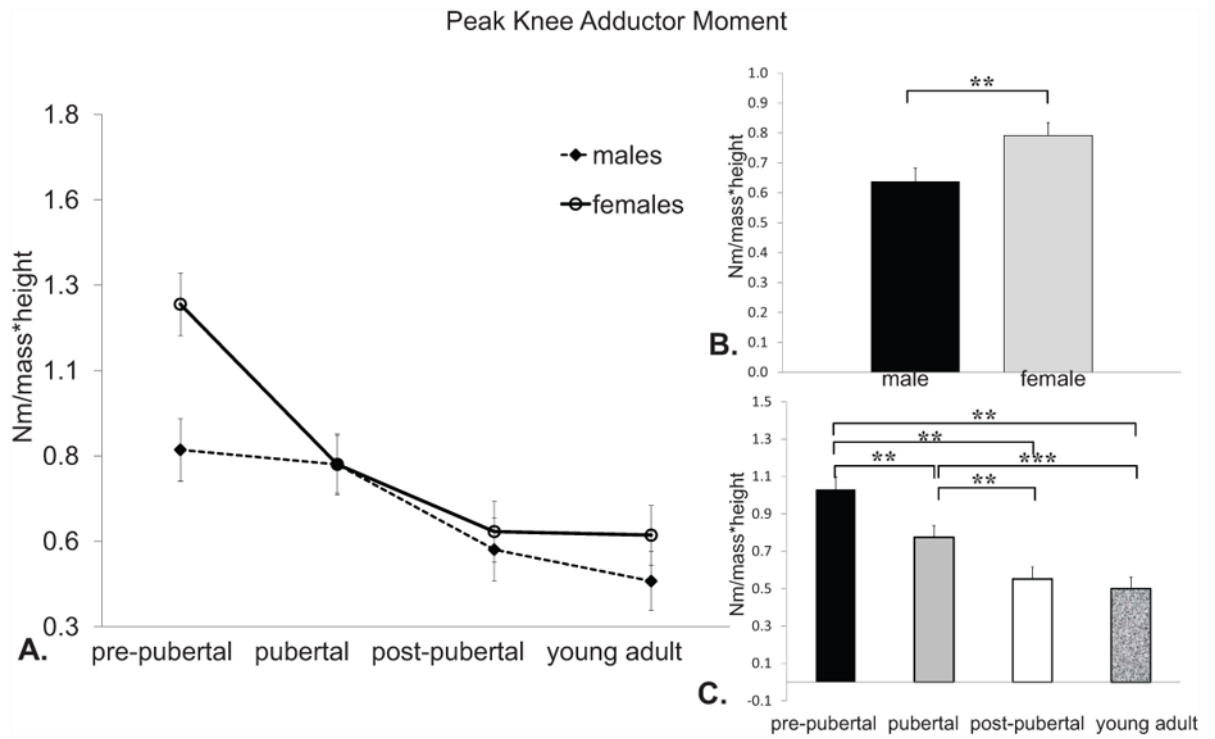 Peak Knee Adductor Moment
1.8
1.6
1.3
1.1
0.8
0.6
0.3
Nm/mass*height
males
females
A.
pre-pubertal pubertal post-pubertal young adult
1.0
0.9
0.8
0.7
0.6
0.5
0.4
0.3
0.2
0.1
0.0
Nm/mass*height
**
B.
male female
1.5
1.3
1.1
0.9
0.7
0.5
0.3
0.1
-0.1
Nm/mass*height
**
**
** ***
**
C.
pre-pubertal pubertal post-pubertal young adult